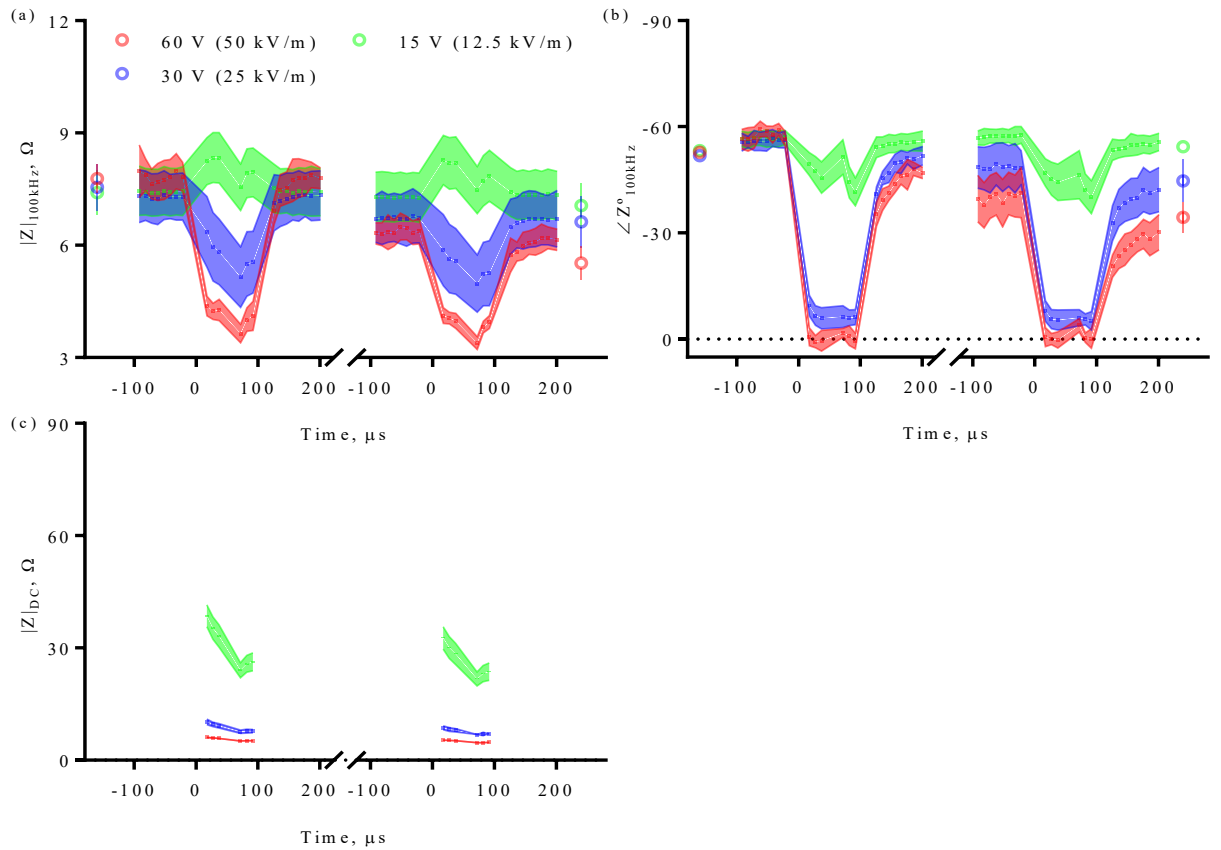 (a)
12
9
6
3
|Z|100kHz, Ω
60 V (50 kV/m)
15 V (12.5 kV/m)
30 V (25 kV/m)
-100 0 100 200 -100 0 100 200
Time, μs
(b)
-90
-60
-30
0
∠Z°100kHz
-100 0 100 200 -100 0 100 200
Time, μs
(c)
90
60
30
0
|Z|DC, Ω
-100 0 100 200 -100 0 100 200
Time, μs